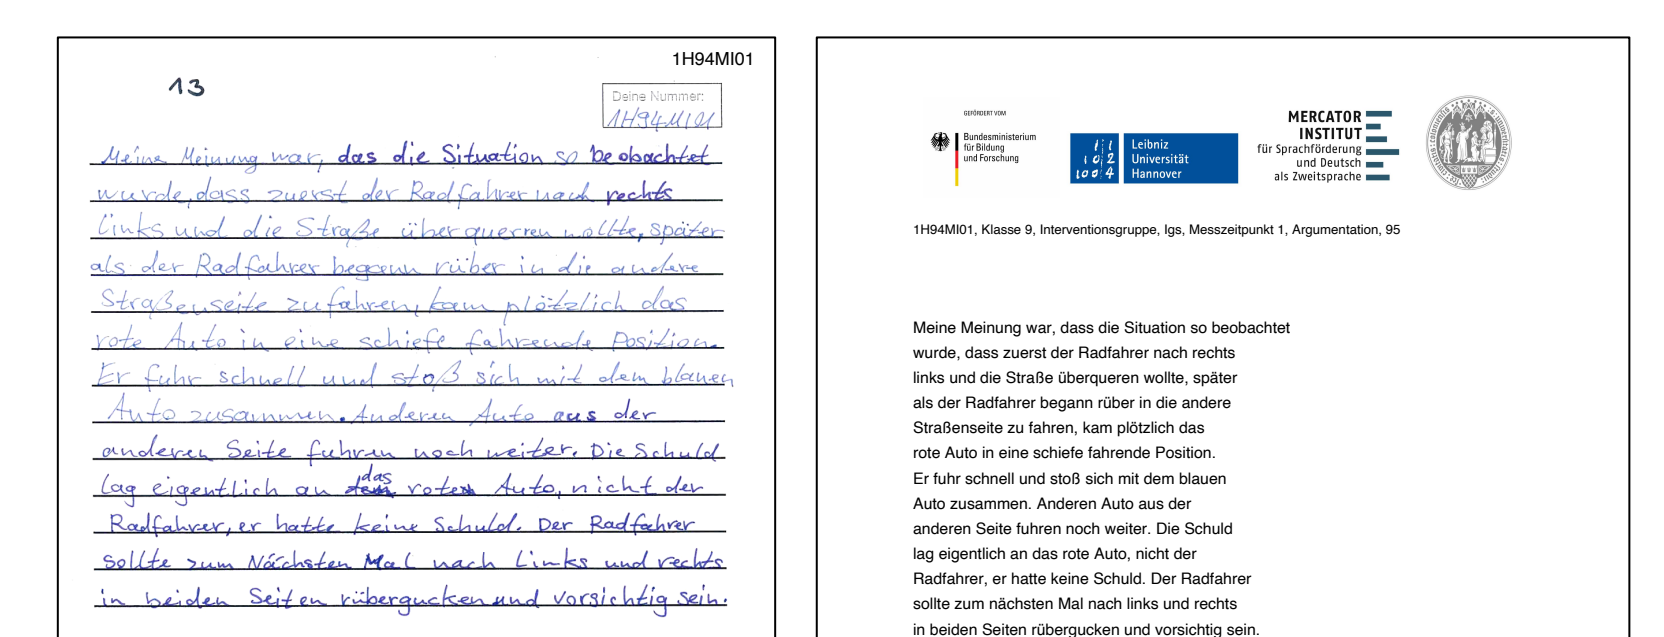 1H94MI01
13
Deine Nummer:
1H94MI01
Meine Meinung war, das die Situation so beobachtet
wurde, dass zuerst der Radfahrer nach rechts
Links und die Straße überquerren wollte, später
als der Radfahrer begann rüber in die andere
Straßenseite zufahren, kam plötzlich das
rote Auto in eine schiefe fahrende Position.
Er fuhr schnell und stoß sich mit dem blauen
Auto zusammen. Anderen Auto aus der
anderen Seite fuhren noch weiter. Die Schuld
lag eigentlich an das rote Auto, nicht der
Radfahrer, er hatte keine Schuld. Der Radfahrer
sollte zum Nächsten Mal nach Links und rechts
in beiden Seiten rübergucken und vorsichtig sein.
GEFÖRDERT VOM
Bundesministerium
für Bildung
und Forschung
Leibniz
Universität
Hannover
MERCATOR
INSTITUT
für Sprachförderung
und Deutsch
als Zweitsprache
1H94MI01, Klasse 9, Interventionsgruppe, Igs, Messzeitpunkt 1, Argumentation, 95
Meine Meinung war, dass die Situation so beobachtet
wurde, dass zuerst der Radfahrer nach rechts
links und die Straße überqueren wollte, später
als der Radfahrer begann rüber in die andere
Straßenseite zu fahren, kam plötzlich das
rote Auto in eine schiefe fahrende Position.
Er fuhr schnell und stoß sich mit dem blauen
Auto zusammen. Anderen Auto aus der
anderen Seite fuhren noch weiter. Die Schuld
lag eigentlich an das rote Auto, nicht der
Radfahrer, er hatte keine Schuld. Der Radfahrer
sollte zum nächsten Mal nach links und rechts
in beiden Seiten rübergucken und vorsichtig sein.